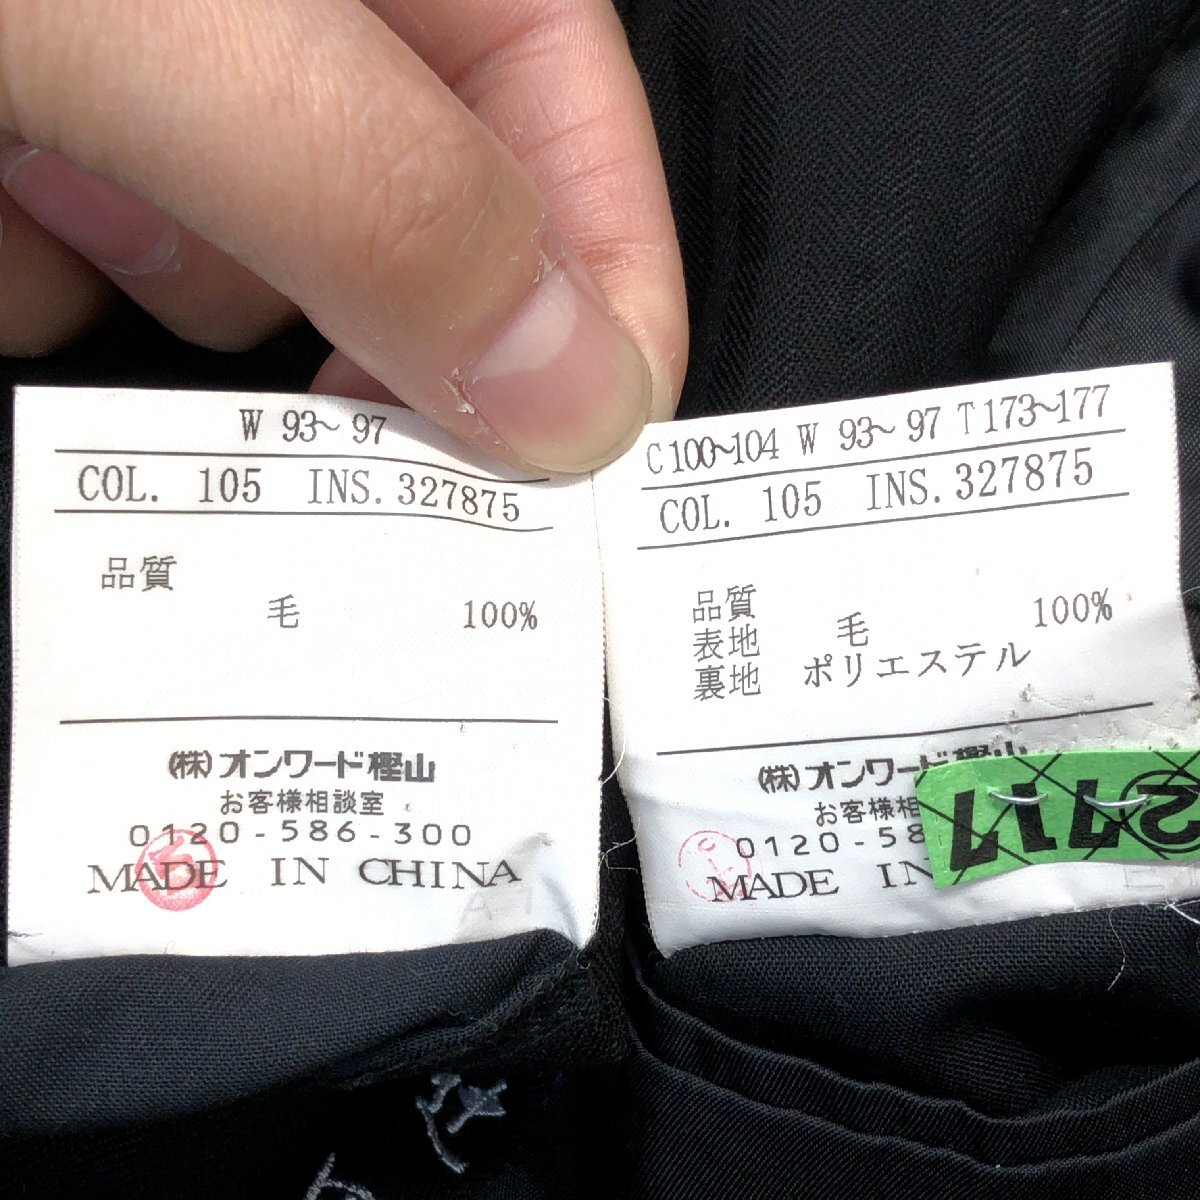 W 93~ 97
COL. 105 INS. 327875
品質
毛 100%
(株)オンワード樫山
お客様相談室
0120-586-300
MADE IN CHINA
A 1
C100~104 W 93~ 97 T173~177
COL. 105 INS. 327875
品質
表地 毛 100%
裏地 ポリエステル
(株)オンワード樫山
お客様相
0120-58
MADE IN